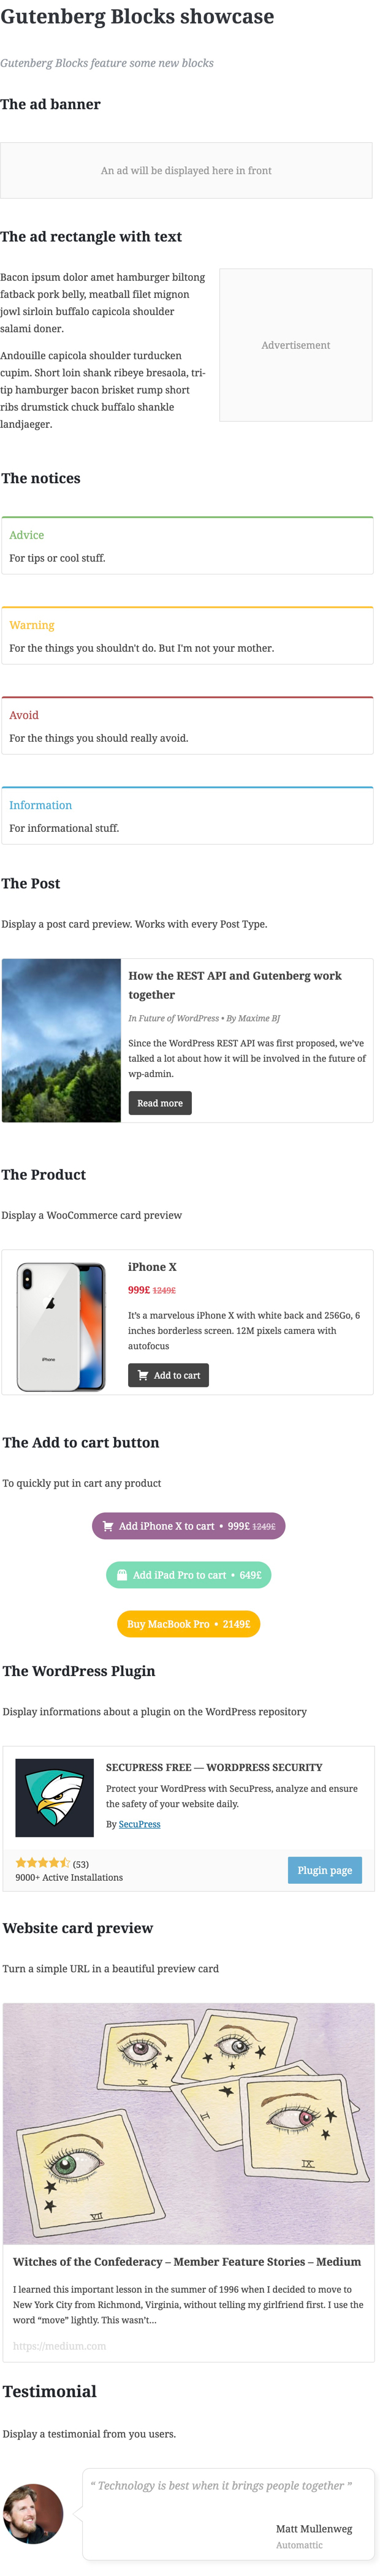 Gutenberg Blocks showcase
Gutenberg Blocks feature some new blocks
The ad banner
An ad will be displayed here in front
The ad rectangle with text
Bacon ipsum dolor amet hamburger biltong
fatback pork belly, meatball filet mignon
jowl sirloin buffalo capicola shoulder
salami doner.
Andouille capicola shoulder turducken
cupim. Short loin shank ribeye bresaola, tri-
tip hamburger bacon brisket rump short
ribs drumstick chuck buffalo shankle
landjaeger.
Advertisement
The notices
Advice
For tips or cool stuff.
Warning
For the things you shouldn't do. But I'm not your mother.
Avoid
For the things you should really avoid.
Information
For informational stuff.
The Post
Display a post card preview. Works with every Post Type.
How the REST API and Gutenberg work
together
In Future of WordPress • By Maxime BJ
Since the WordPress REST API was first proposed, we've
talked a lot about how it will be involved in the future of
wp-admin.
Read more
The Product
Display a WooCommerce card preview
iPhone
iPhone X
999£ 1249£
It's a marvelous iPhone X with white back and 256Go, 6
inches borderless screen. 12M pixels camera with
autofocus
Add to cart
The Add to cart button
To quickly put in cart any product
Add iPhone X to cart • 999£ 1249£
Add iPad Pro to cart • 649£
Buy MacBook Pro • 2149£
The WordPress Plugin
Display informations about a plugin on the WordPress repository
SECUPRESS FREE — WORDPRESS SECURITY
Protect your WordPress with SecuPress, analyze and ensure
the safety of your website daily.
By SecuPress
(53)
9000+ Active Installations
Plugin page
Website card preview
Turn a simple URL in a beautiful preview card
V
X
II
VII
IX
Witches of the Confederacy – Member Feature Stories – Medium
I learned this important lesson in the summer of 1996 when I decided to move to
New York City from Richmond, Virginia, without telling my girlfriend first. I use the
word “move” lightly. This wasn’t…
https://medium.com
Testimonial
Display a testimonial from you users.
“ Technology is best when it brings people together ”
Matt Mullenweg
Automattic